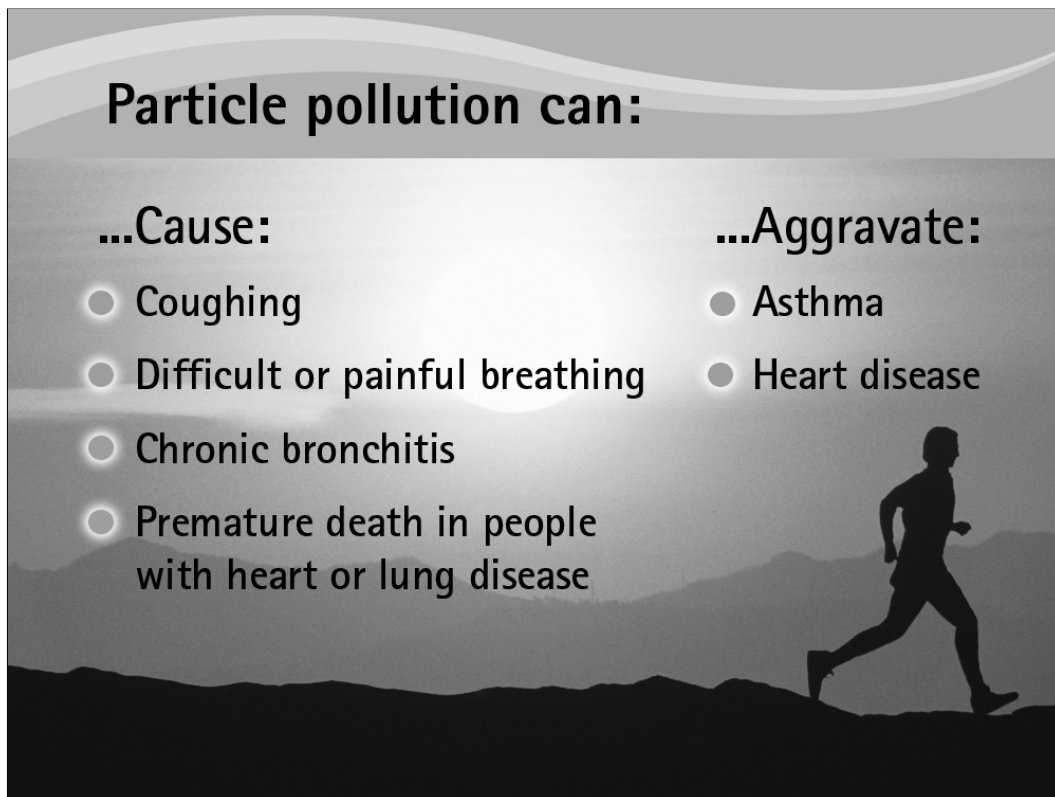 Particle pollution can:
...Cause:
Coughing
Difficult or painful breathing
Chronic bronchitis
Premature death in people
with heart or lung disease
...Aggravate:
Asthma
Heart disease